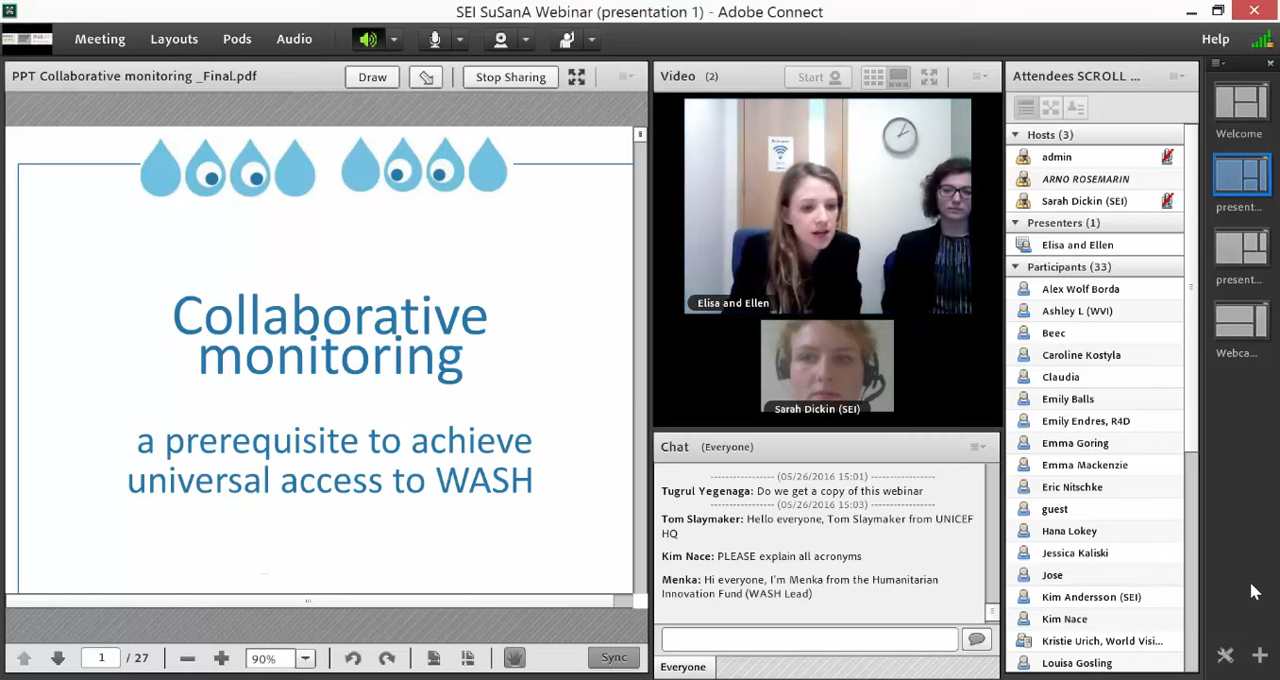 SEI SuSanA Webinar (presentation 1) - Adobe Connect
Meeting Layouts Pods Audio Help
PPT Collaborative monitoring _Final.pdf Draw Stop Sharing
Collaborative
monitoring
a prerequisite to achieve
universal access to WASH
1 / 27 90% Sync
Video (2) Start
Elisa and Ellen
Sarah Dickin (SEI)
Chat (Everyone)
----------------- (05/26/2016 15:01) -----------------
Tugrul Yegenaga: Do we get a copy of this webinar
----------------- (05/26/2016 15:03) -----------------
Tom Slaymaker: Hello everyone, Tom Slaymaker from UNICEF
HQ
Kim Nace: PLEASE explain all acronyms
Menka: Hi everyone, I'm Menka from the Humanitarian
Innovation Fund (WASH Lead)
Everyone
Attendees SCROLL ...
Hosts (3)
admin
ARNO ROSEMARIN
Sarah Dickin (SEI)
Presenters (1)
Elisa and Ellen
Participants (33)
Alex Wolf Borda
Ashley L (WVI)
Beec
Caroline Kostyla
Claudia
Emily Balls
Emily Endres, R4D
Emma Goring
Emma Mackenzie
Eric Nitschke
guest
Hana Lokey
Jessica Kaliski
Jose
Kim Andersson (SEI)
Kim Nace
Kristie Urich, World Visi...
Louisa Gosling
Welcome
present...
present...
Webca...